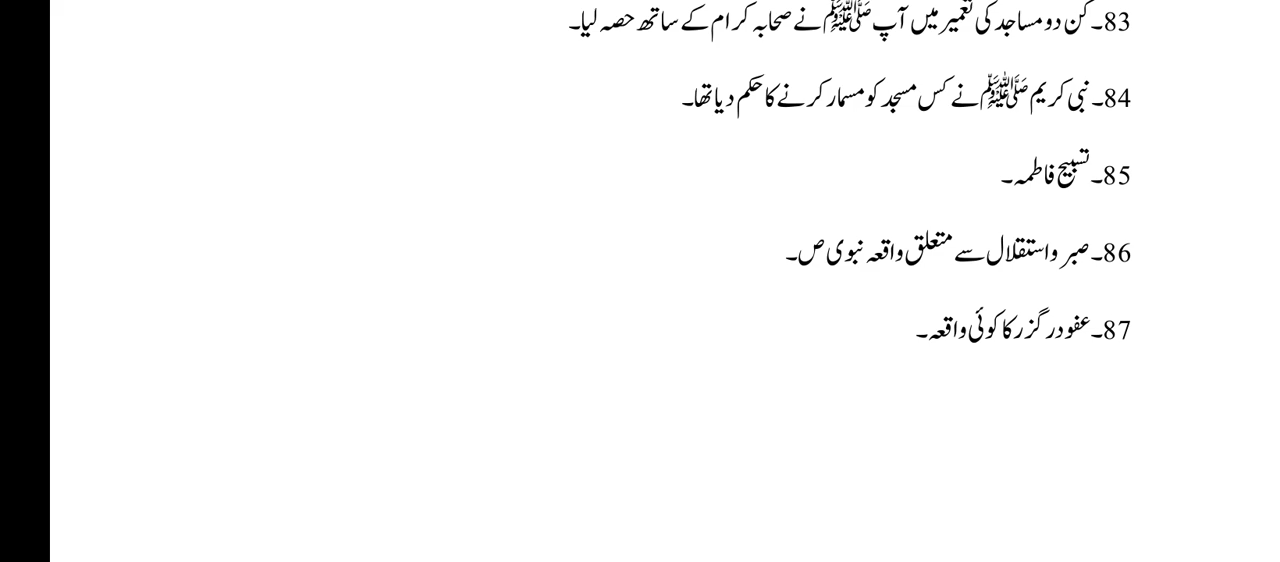 83۔ کن دو مساجد کی تعمیر میں آپ ﷺ نے صحابہ کرام کے ساتھ حصہ لیا۔
84۔ نبی کریم ﷺ نے کس مسجد کو مسمار کرنے کا حکم دیا تھا۔
85۔ تسبیح فاطمہ۔
86۔ صبر و استقلال سے متعلق واقعہ نبوی ص۔
87۔ عفو درگزر کا کوئی واقعہ۔